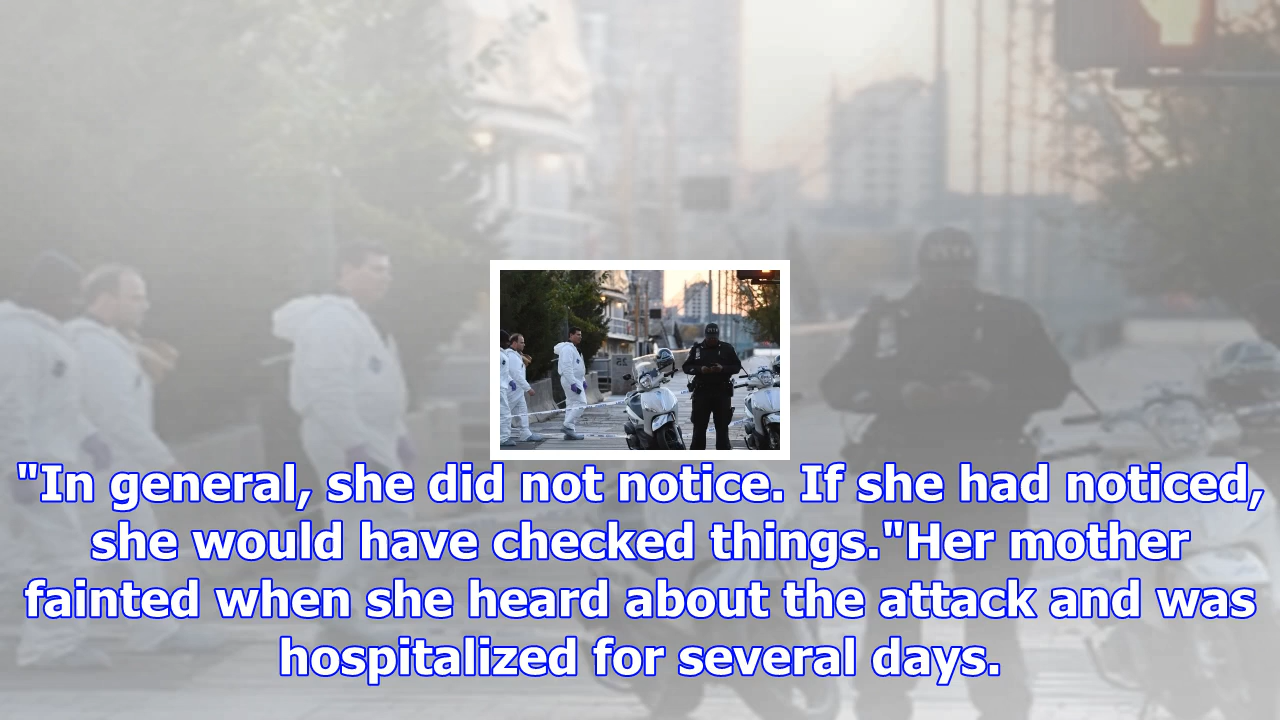 "In general, she did not notice. If she had noticed,
she would have checked things."Her mother
fainted when she heard about the attack and was
hospitalized for several days.